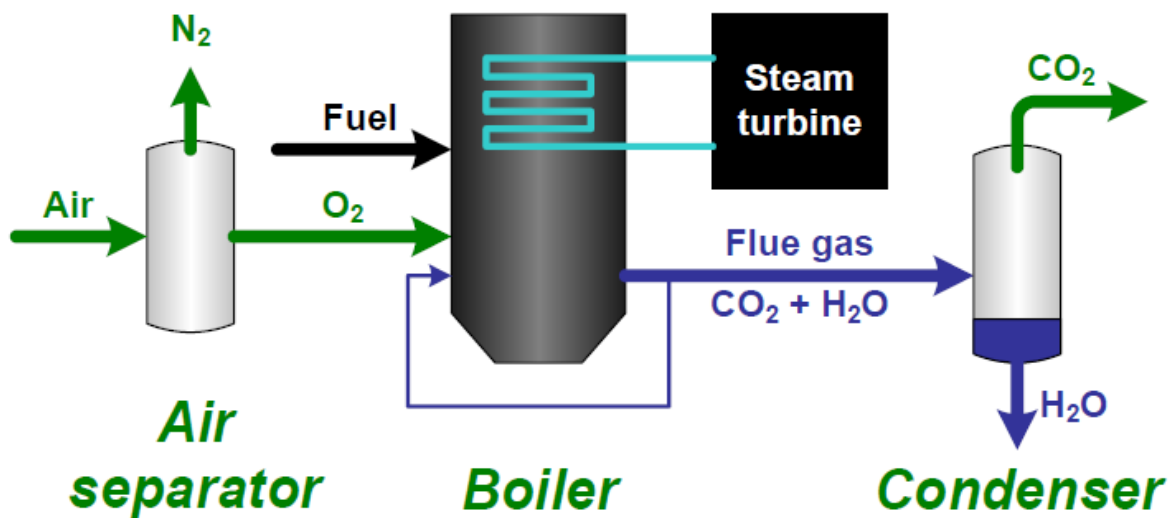 N₂
CO₂
Steam
turbine
Fuel
Air
O₂
Flue gas
CO₂ + H₂O
H₂O
Air
separator
Boiler
Condenser